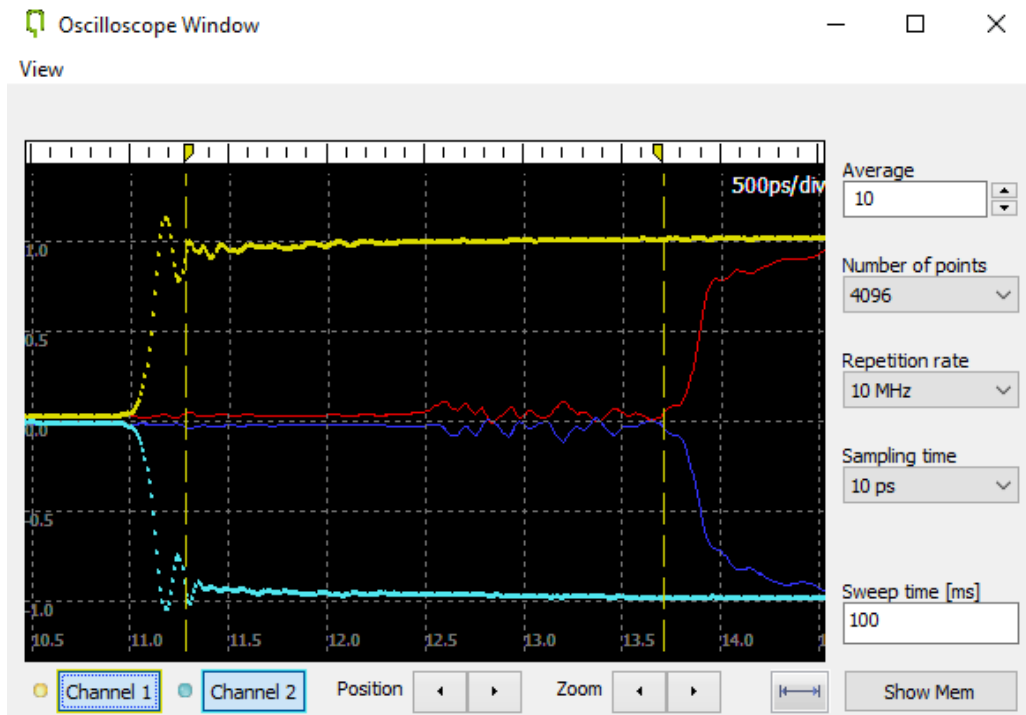 Oscilloscope Window
View
500ps/div
1.0
0.5
0.0
-0.5
-1.0
10.5 11.0 11.5 12.0 12.5 13.0 13.5 14.0 1
Average
10
Number of points
4096
Repetition rate
10 MHz
Sampling time
10 ps
Sweep time [ms]
100
Channel 1 Channel 2 Position Zoom Show Mem